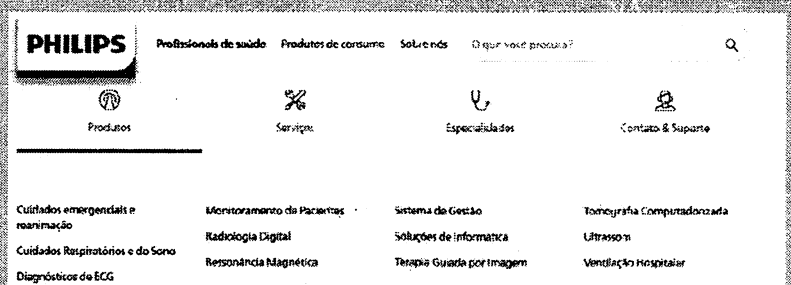 PHILIPS
Profissionais de saúde Produtos de consumo Sobre nós O que você procura?
Produtos Serviços Especialidades Contato & Suporte
Cuidados emergenciais e
reanimação
Cuidados Respiratórios e do Sono
Diagnósticos de ECG
Monitoramento de Pacientes
Radiologia Digital
Ressonância Magnética
Sistema de Gestão
Soluções de Informatica
Terapia Guiada por Imagem
Tomografia Computadorizada
Ultrassom
Ventilação Hospitalar